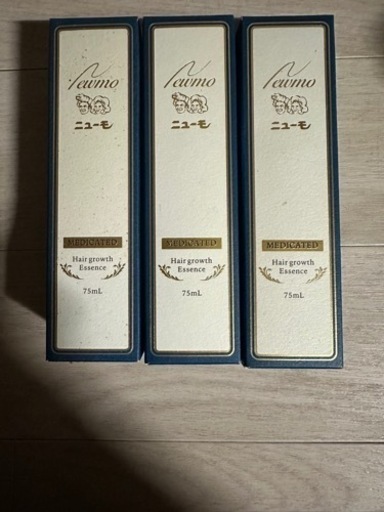 Newmo
ニューモ
MEDICATED
Hair growth
Essence
75mL
Newmo
ニューモ
MEDICATED
Hair growth
Essence
75mL
Newmo
ニューモ
MEDICATED
Hair growth
Essence
75mL